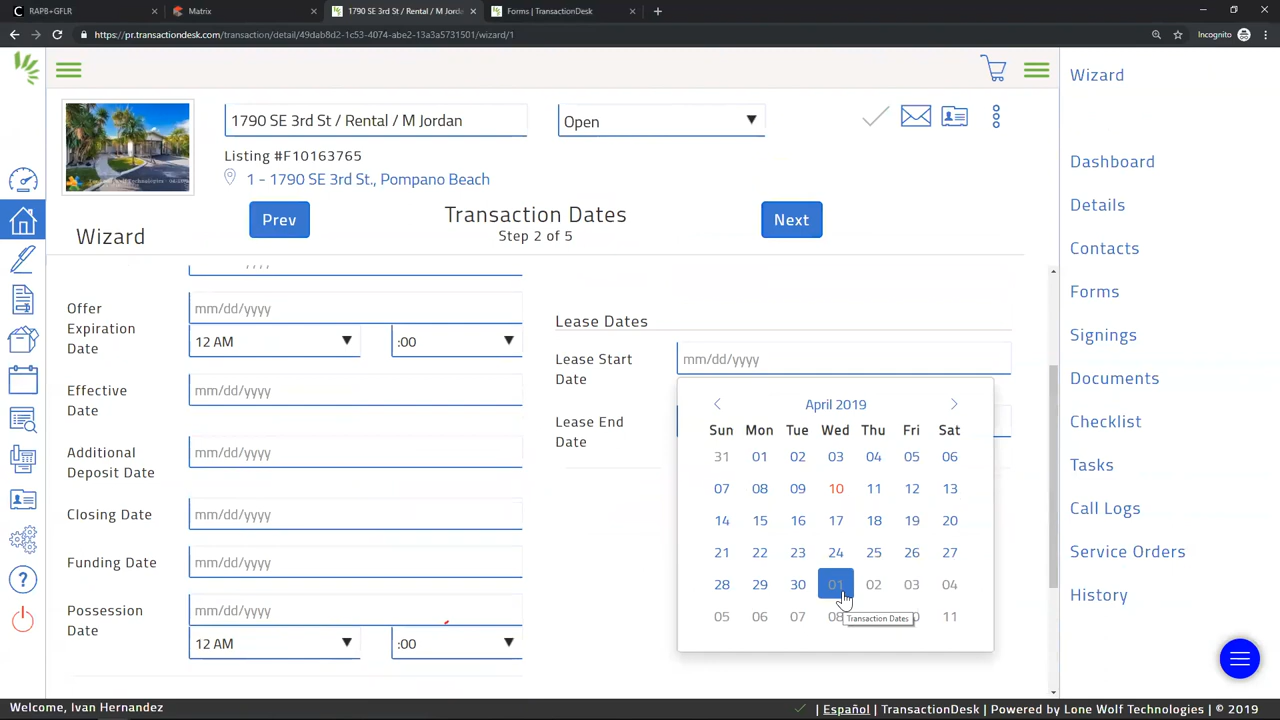 RAPB+GFLR
Matrix
1790 SE 3rd St / Rental / M Jorda
Forms | TransactionDesk
https://pr.transactiondesk.com/transaction/detail/49dab8d2-1c53-4074-abe2-13a3a5731501/wizard/1
Incognito
1790 SE 3rd St / Rental / M Jordan
Open
Listing #F10163765
1 - 1790 SE 3rd St., Pompano Beach
Wizard
Prev
Transaction Dates
Step 2 of 5
Next
Offer Expiration Date
mm/dd/yyyy
12 AM
:00
Effective Date
mm/dd/yyyy
Additional Deposit Date
mm/dd/yyyy
Closing Date
mm/dd/yyyy
Funding Date
mm/dd/yyyy
Possession Date
mm/dd/yyyy
12 AM
:00
Lease Dates
Lease Start Date
mm/dd/yyyy
Lease End Date
April 2019
Sun Mon Tue Wed Thu Fri Sat
31 01 02 03 04 05 06
07 08 09 10 11 12 13
14 15 16 17 18 19 20
21 22 23 24 25 26 27
28 29 30 01 02 03 04
05 06 07 08 11
Transaction Dates
Wizard
Dashboard
Details
Contacts
Forms
Signings
Documents
Checklist
Tasks
Call Logs
Service Orders
History
Welcome, Ivan Hernandez
| Español | TransactionDesk | Powered by Lone Wolf Technologies | © 2019